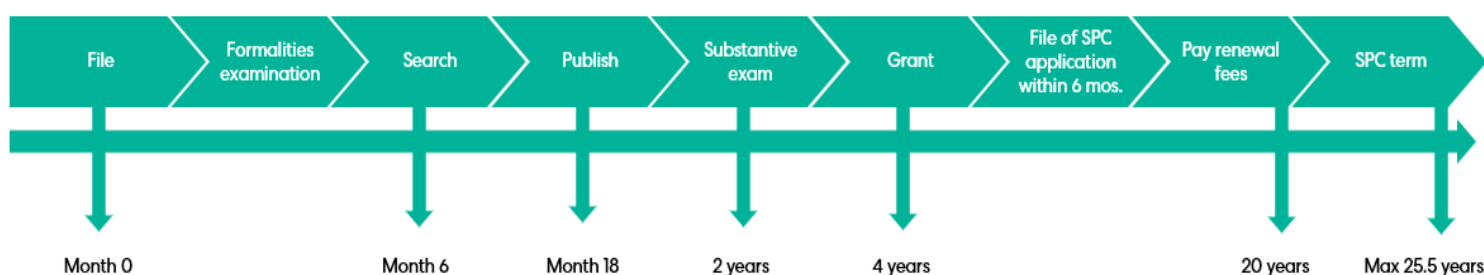 File
Formalities
examination
Search
Publish
Substantive
exam
Grant
File of SPC
application
within 6 mos.
Pay renewal
fees
SPC term
Month 0
Month 6
Month 18
2 years
4 years
20 years
Max 25.5 years